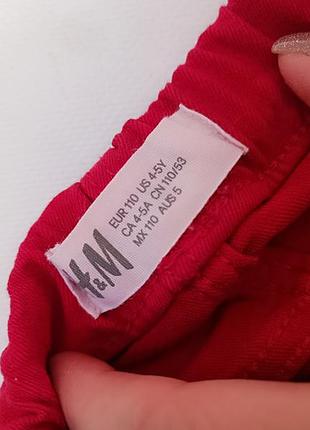 EUR 110 US 4-5Y
CA 4-5A CN 110/53
MX 110 AUS 5
H&M